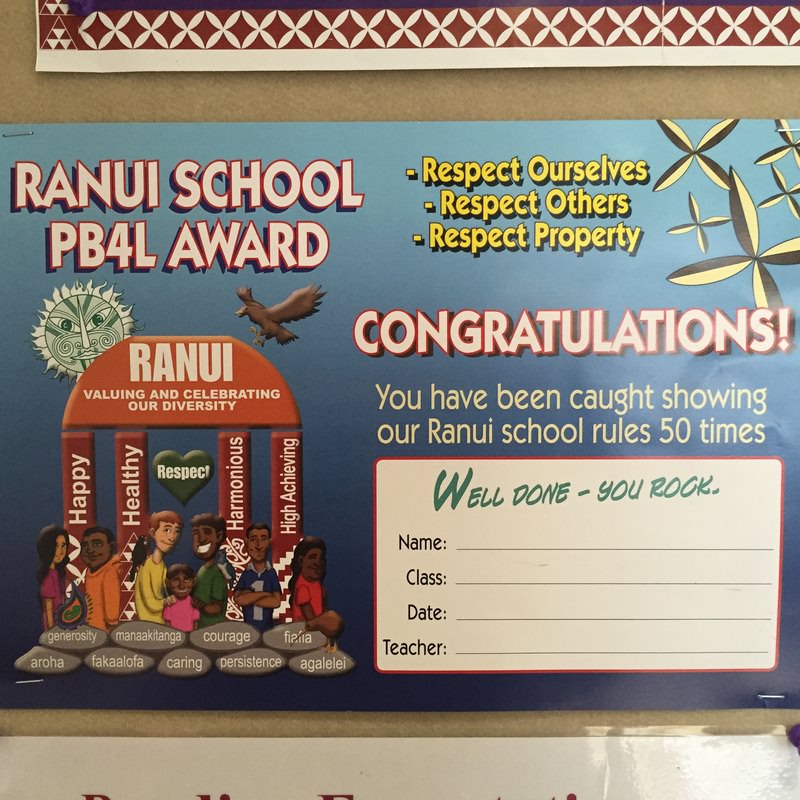 RANUI SCHOOL
PB4L AWARD
- Respect Ourselves
- Respect Others
- Respect Property
RANUI
VALUING AND CELEBRATING
OUR DIVERSITY
Happy
Healthy
Respect
Harmonious
High Achieving
generosity
manaakitanga
courage
fiafia
aroha
fakaalofa
caring
persistence
agalelei
CONGRATULATIONS!
You have been caught showing
our Ranui school rules 50 times
WELL DONE - YOU ROCK.
Name:
Class:
Date:
Teacher: